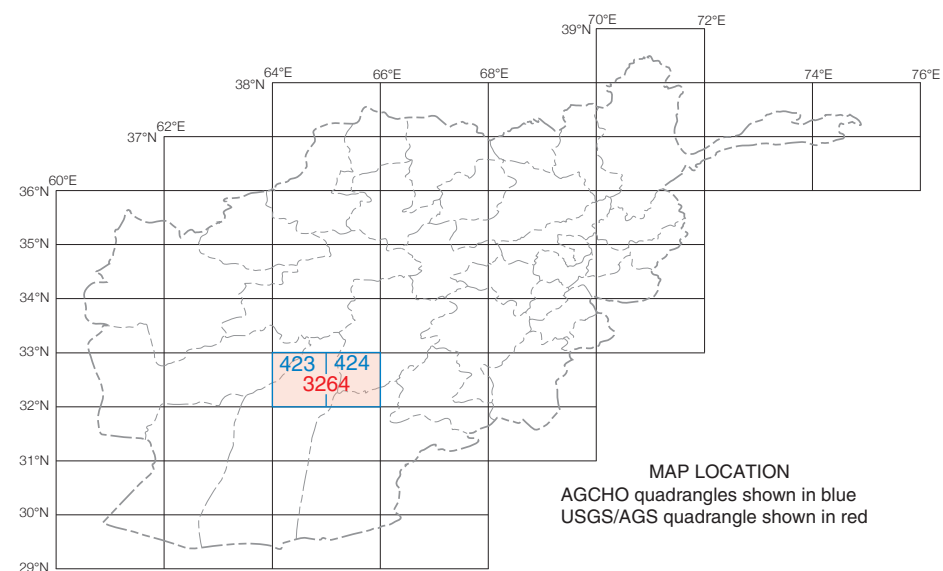 70°E 72°E
39°N
64°E 66°E 68°E 74°E 76°E
38°N
62°E
37°N
60°E
36°N
35°N
34°N
33°N
423 424
3264
32°N
31°N
MAP LOCATION
AGCHO quadrangles shown in blue
USGS/AGS quadrangle shown in red
30°N
29°N